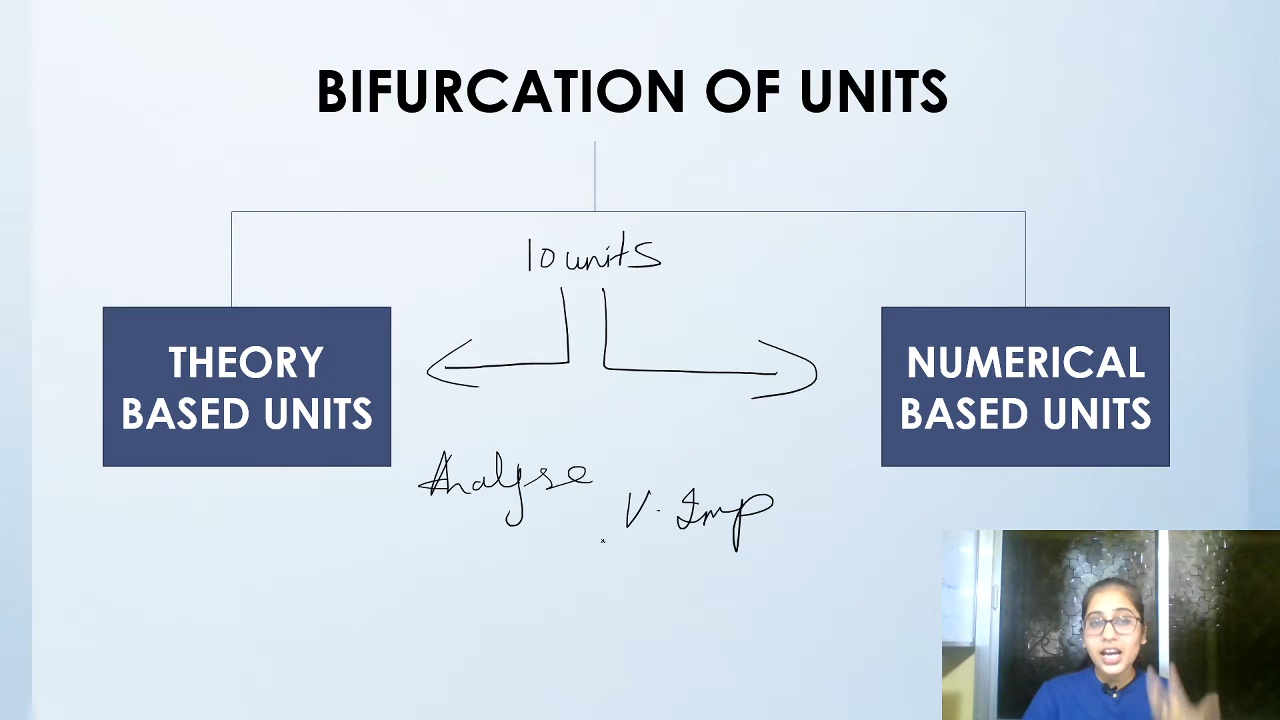 BIFURCATION OF UNITS
10 units
THEORY
BASED UNITS
NUMERICAL
BASED UNITS
Analyse
V. Imp